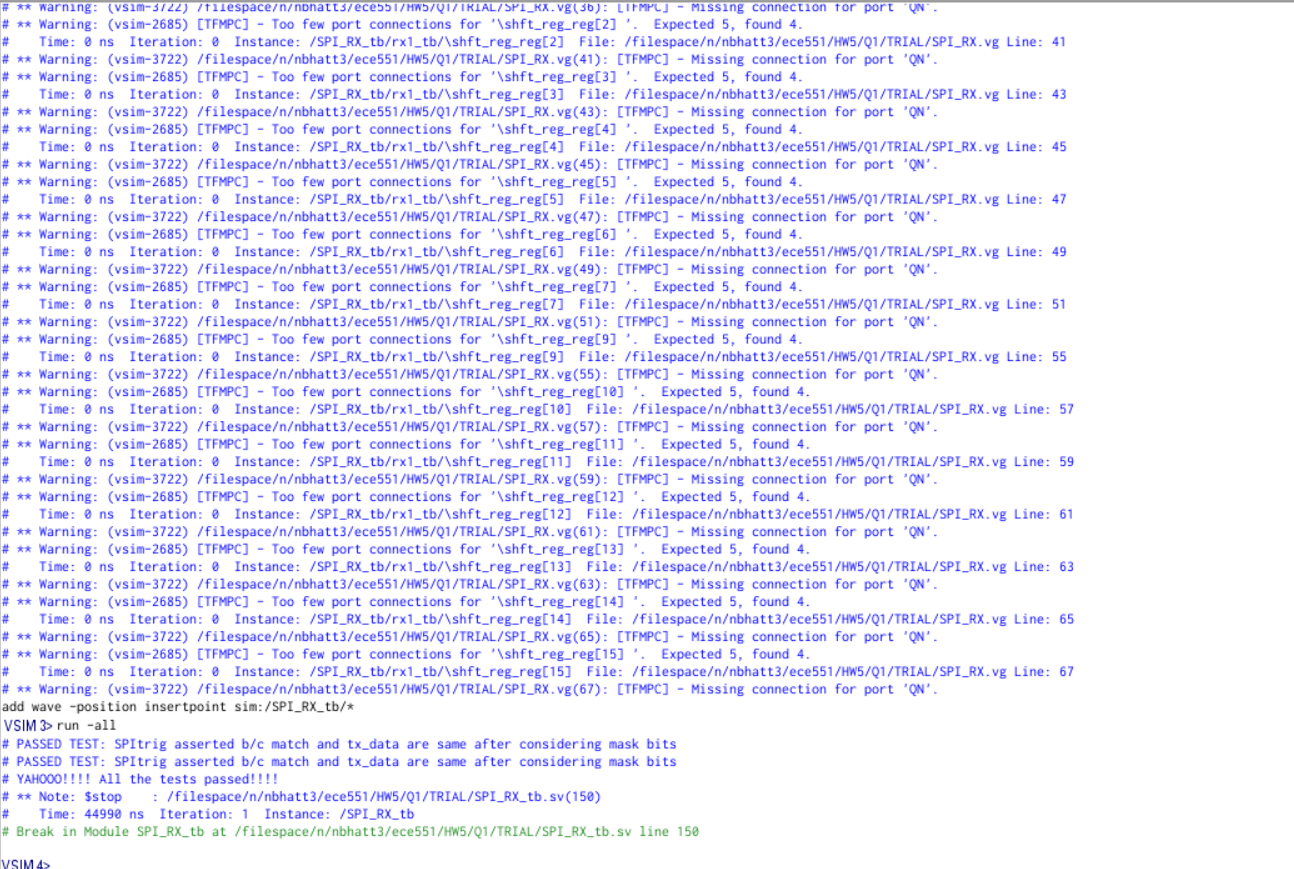 # ** Warning: (vsim-3722) /filespace/n/nbhatt3/ece551/HW5/Q1/TRIAL/SPI_RX.vg(36): [TFMPC] - Missing connection for port 'QN'.
# ** Warning: (vsim-2685) [TFMPC] - Too few port connections for '\shft_reg_reg[2] '.  Expected 5, found 4.
#    Time: 0 ns  Iteration: 0  Instance: /SPI_RX_tb/rx1_tb/\shft_reg_reg[2]  File: /filespace/n/nbhatt3/ece551/HW5/Q1/TRIAL/SPI_RX.vg Line: 41
# ** Warning: (vsim-3722) /filespace/n/nbhatt3/ece551/HW5/Q1/TRIAL/SPI_RX.vg(41): [TFMPC] - Missing connection for port 'QN'.
# ** Warning: (vsim-2685) [TFMPC] - Too few port connections for '\shft_reg_reg[3] '.  Expected 5, found 4.
#    Time: 0 ns  Iteration: 0  Instance: /SPI_RX_tb/rx1_tb/\shft_reg_reg[3]  File: /filespace/n/nbhatt3/ece551/HW5/Q1/TRIAL/SPI_RX.vg Line: 43
# ** Warning: (vsim-3722) /filespace/n/nbhatt3/ece551/HW5/Q1/TRIAL/SPI_RX.vg(43): [TFMPC] - Missing connection for port 'QN'.
# ** Warning: (vsim-2685) [TFMPC] - Too few port connections for '\shft_reg_reg[4] '.  Expected 5, found 4.
#    Time: 0 ns  Iteration: 0  Instance: /SPI_RX_tb/rx1_tb/\shft_reg_reg[4]  File: /filespace/n/nbhatt3/ece551/HW5/Q1/TRIAL/SPI_RX.vg Line: 45
# ** Warning: (vsim-3722) /filespace/n/nbhatt3/ece551/HW5/Q1/TRIAL/SPI_RX.vg(45): [TFMPC] - Missing connection for port 'QN'.
# ** Warning: (vsim-2685) [TFMPC] - Too few port connections for '\shft_reg_reg[5] '.  Expected 5, found 4.
#    Time: 0 ns  Iteration: 0  Instance: /SPI_RX_tb/rx1_tb/\shft_reg_reg[5]  File: /filespace/n/nbhatt3/ece551/HW5/Q1/TRIAL/SPI_RX.vg Line: 47
# ** Warning: (vsim-3722) /filespace/n/nbhatt3/ece551/HW5/Q1/TRIAL/SPI_RX.vg(47): [TFMPC] - Missing connection for port 'QN'.
# ** Warning: (vsim-2685) [TFMPC] - Too few port connections for '\shft_reg_reg[6] '.  Expected 5, found 4.
#    Time: 0 ns  Iteration: 0  Instance: /SPI_RX_tb/rx1_tb/\shft_reg_reg[6]  File: /filespace/n/nbhatt3/ece551/HW5/Q1/TRIAL/SPI_RX.vg Line: 49
# ** Warning: (vsim-3722) /filespace/n/nbhatt3/ece551/HW5/Q1/TRIAL/SPI_RX.vg(49): [TFMPC] - Missing connection for port 'QN'.
# ** Warning: (vsim-2685) [TFMPC] - Too few port connections for '\shft_reg_reg[7] '.  Expected 5, found 4.
#    Time: 0 ns  Iteration: 0  Instance: /SPI_RX_tb/rx1_tb/\shft_reg_reg[7]  File: /filespace/n/nbhatt3/ece551/HW5/Q1/TRIAL/SPI_RX.vg Line: 51
# ** Warning: (vsim-3722) /filespace/n/nbhatt3/ece551/HW5/Q1/TRIAL/SPI_RX.vg(51): [TFMPC] - Missing connection for port 'QN'.
# ** Warning: (vsim-2685) [TFMPC] - Too few port connections for '\shft_reg_reg[9] '.  Expected 5, found 4.
#    Time: 0 ns  Iteration: 0  Instance: /SPI_RX_tb/rx1_tb/\shft_reg_reg[9]  File: /filespace/n/nbhatt3/ece551/HW5/Q1/TRIAL/SPI_RX.vg Line: 55
# ** Warning: (vsim-3722) /filespace/n/nbhatt3/ece551/HW5/Q1/TRIAL/SPI_RX.vg(55): [TFMPC] - Missing connection for port 'QN'.
# ** Warning: (vsim-2685) [TFMPC] - Too few port connections for '\shft_reg_reg[10] '.  Expected 5, found 4.
#    Time: 0 ns  Iteration: 0  Instance: /SPI_RX_tb/rx1_tb/\shft_reg_reg[10]  File: /filespace/n/nbhatt3/ece551/HW5/Q1/TRIAL/SPI_RX.vg Line: 57
# ** Warning: (vsim-3722) /filespace/n/nbhatt3/ece551/HW5/Q1/TRIAL/SPI_RX.vg(57): [TFMPC] - Missing connection for port 'QN'.
# ** Warning: (vsim-2685) [TFMPC] - Too few port connections for '\shft_reg_reg[11] '.  Expected 5, found 4.
#    Time: 0 ns  Iteration: 0  Instance: /SPI_RX_tb/rx1_tb/\shft_reg_reg[11]  File: /filespace/n/nbhatt3/ece551/HW5/Q1/TRIAL/SPI_RX.vg Line: 59
# ** Warning: (vsim-3722) /filespace/n/nbhatt3/ece551/HW5/Q1/TRIAL/SPI_RX.vg(59): [TFMPC] - Missing connection for port 'QN'.
# ** Warning: (vsim-2685) [TFMPC] - Too few port connections for '\shft_reg_reg[12] '.  Expected 5, found 4.
#    Time: 0 ns  Iteration: 0  Instance: /SPI_RX_tb/rx1_tb/\shft_reg_reg[12]  File: /filespace/n/nbhatt3/ece551/HW5/Q1/TRIAL/SPI_RX.vg Line: 61
# ** Warning: (vsim-3722) /filespace/n/nbhatt3/ece551/HW5/Q1/TRIAL/SPI_RX.vg(61): [TFMPC] - Missing connection for port 'QN'.
# ** Warning: (vsim-2685) [TFMPC] - Too few port connections for '\shft_reg_reg[13] '.  Expected 5, found 4.
#    Time: 0 ns  Iteration: 0  Instance: /SPI_RX_tb/rx1_tb/\shft_reg_reg[13]  File: /filespace/n/nbhatt3/ece551/HW5/Q1/TRIAL/SPI_RX.vg Line: 63
# ** Warning: (vsim-3722) /filespace/n/nbhatt3/ece551/HW5/Q1/TRIAL/SPI_RX.vg(63): [TFMPC] - Missing connection for port 'QN'.
# ** Warning: (vsim-2685) [TFMPC] - Too few port connections for '\shft_reg_reg[14] '.  Expected 5, found 4.
#    Time: 0 ns  Iteration: 0  Instance: /SPI_RX_tb/rx1_tb/\shft_reg_reg[14]  File: /filespace/n/nbhatt3/ece551/HW5/Q1/TRIAL/SPI_RX.vg Line: 65
# ** Warning: (vsim-3722) /filespace/n/nbhatt3/ece551/HW5/Q1/TRIAL/SPI_RX.vg(65): [TFMPC] - Missing connection for port 'QN'.
# ** Warning: (vsim-2685) [TFMPC] - Too few port connections for '\shft_reg_reg[15] '.  Expected 5, found 4.
#    Time: 0 ns  Iteration: 0  Instance: /SPI_RX_tb/rx1_tb/\shft_reg_reg[15]  File: /filespace/n/nbhatt3/ece551/HW5/Q1/TRIAL/SPI_RX.vg Line: 67
# ** Warning: (vsim-3722) /filespace/n/nbhatt3/ece551/HW5/Q1/TRIAL/SPI_RX.vg(67): [TFMPC] - Missing connection for port 'QN'.
add wave -position insertpoint sim:/SPI_RX_tb/*
VSIM 3> run -all
# PASSED TEST: SPItrig asserted b/c match and tx_data are same after considering mask bits
# PASSED TEST: SPItrig asserted b/c match and tx_data are same after considering mask bits
# YAHOOO!!!! All the tests passed!!!!
# ** Note: $stop    : /filespace/n/nbhatt3/ece551/HW5/Q1/TRIAL/SPI_RX_tb.sv(150)
#    Time: 44990 ns  Iteration: 1  Instance: /SPI_RX_tb
# Break in Module SPI_RX_tb at /filespace/n/nbhatt3/ece551/HW5/Q1/TRIAL/SPI_RX_tb.sv line 150
VSIM 4>